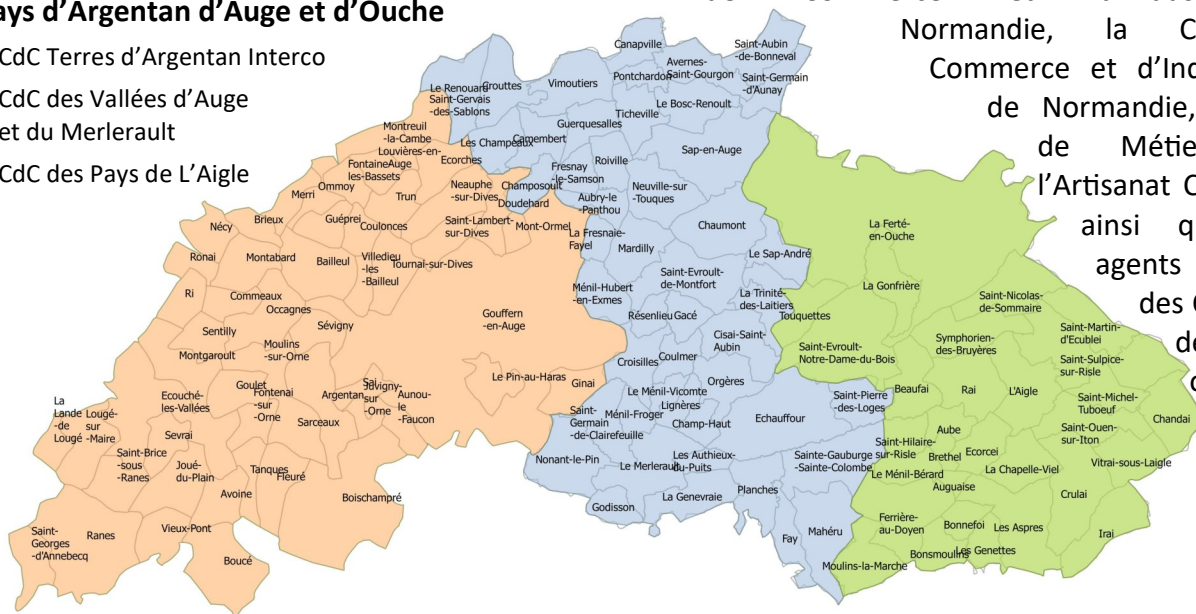 ays d'Argentan d'Auge et d'Ouche
CdC Terres d'Argentan Interco
CdC des Vallées d'Auge
et du Merlerault
CdC des Pays de L'Aigle
Normandie, la C
Commerce et d'Ind
de Normandie,
de Métie
l'Artisanat C
ainsi q
agents
des
de
Canapville
Saint-Aubin
-de-Bonneval
Avernes-
Saint-Gourgon
Pontchardon
Saint-Germain
-d'Aunay
Le Renouard
Crouttes
Vimoutiers
Saint-Gervais
-des-Sablons
Le Bosc-Renoult
Ticheville
Guerquesalles
Montreuil
-la-Cambe
Les Champeaux
Camembert
Louvières-en-
Auge
Sap-en-Auge
Fontaine
les-Bassets
Ecorches
Fresnay
-le-Samson
Roiville
Ommoy
Merri
Trun
Neauphe
-sur-Dives
Champosoult
Doudehard
Neuville-sur
-Touques
Aubry-le
-Panthou
Nécy
Brieux
Guéprei
Coulonces
Saint-Lambert-
sur-Dives
Mont-Ormel
Chaumont
La Ferté-
en-Ouche
La Fresnaie-
Fayel
Mardilly
Ronai
Montabard
Bailleul
Villedieu
-les
-Bailleul
Tournai-sur-Dives
Le Sap-André
Saint-Evroult-
de-Montfort
Ri
Commeaux
Occagnes
Ménil-Hubert
-en-Exmes
La Trinité
-des-Laitiers
La Gonfrière
Saint-Nicolas-
de-Sommaire
Gouffern
-en-Auge
Résenlieu
Gacé
Touquettes
Sentilly
Sévigny
Cisai-Saint-
Aubin
Saint-Martin-
d'Ecublei
Montgaroult
Moulins
-sur-Orne
Croisilles
Coulmer
Saint-Evroult-
Notre-Dame-du-Bois
Symphorien-
des-Bruyères
Saint-Sulpice-
sur-Risle
Le Pin-au-Haras
Ginai
Orgères
Goulet
Ecouché-
les-Vallées
Fontenai
-sur
-Orne
Argentan
Sai
Juvigny-
sur
-Orne
Aunou-
le
-Faucon
Le Ménil-Vicomte
Lignères
Saint-Pierre
-des-Loges
Beaufai
Rai
L'Aigle
Saint-Michel-
Tuboeuf
La
Lande
-de
Lougé
Lougé-
sur
-Maire
Saint-
Germain
-de-Clairefeuille
Ménil-Froger
Champ-Haut
Echauffour
Chandai
Sarceaux
Sevrai
Aube
Saint-Ouen-
sur-Iton
Saint-Hilaire-
sur-Risle
Brethel
Ecorcei
Saint-Brice
-sous
-Ranes
Joué-
du-Plain
Tanques
Fleuré
Nonant-le-Pin
Le Merlerault
Les Authieux-
du-Puits
Sainte-Gauburge
-Sainte-Colombe
Le Ménil-Bérard
La Chapelle-Viel
Vitrai-sous-Laigle
Avoine
Boischampré
La Genevraie
Planches
Auguaise
Crulai
Godisson
Saint-
Georges
-d'Annebecq
Ranes
Vieux-Pont
Fay
Mahéru
Ferrière-
au-Doyen
Bonnefoi
Les Aspres
Irai
Boucé
Bonsmoulins
Les Genettes
Moulins-la-Marche